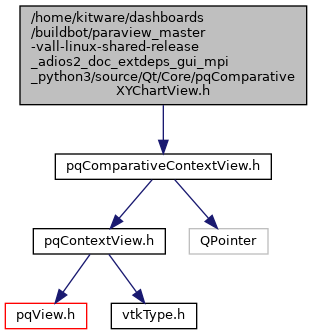 /home/kitware/dashboards
/buildbot/paraview_master
-vall-linux-shared-release
_adios2_doc_extdeps_gui_mpi
_python3/source/Qt/Core/pqComparative
XYChartView.h
pqComparativeContextView.h
pqContextView.h
QPointer
pqView.h
vtkType.h